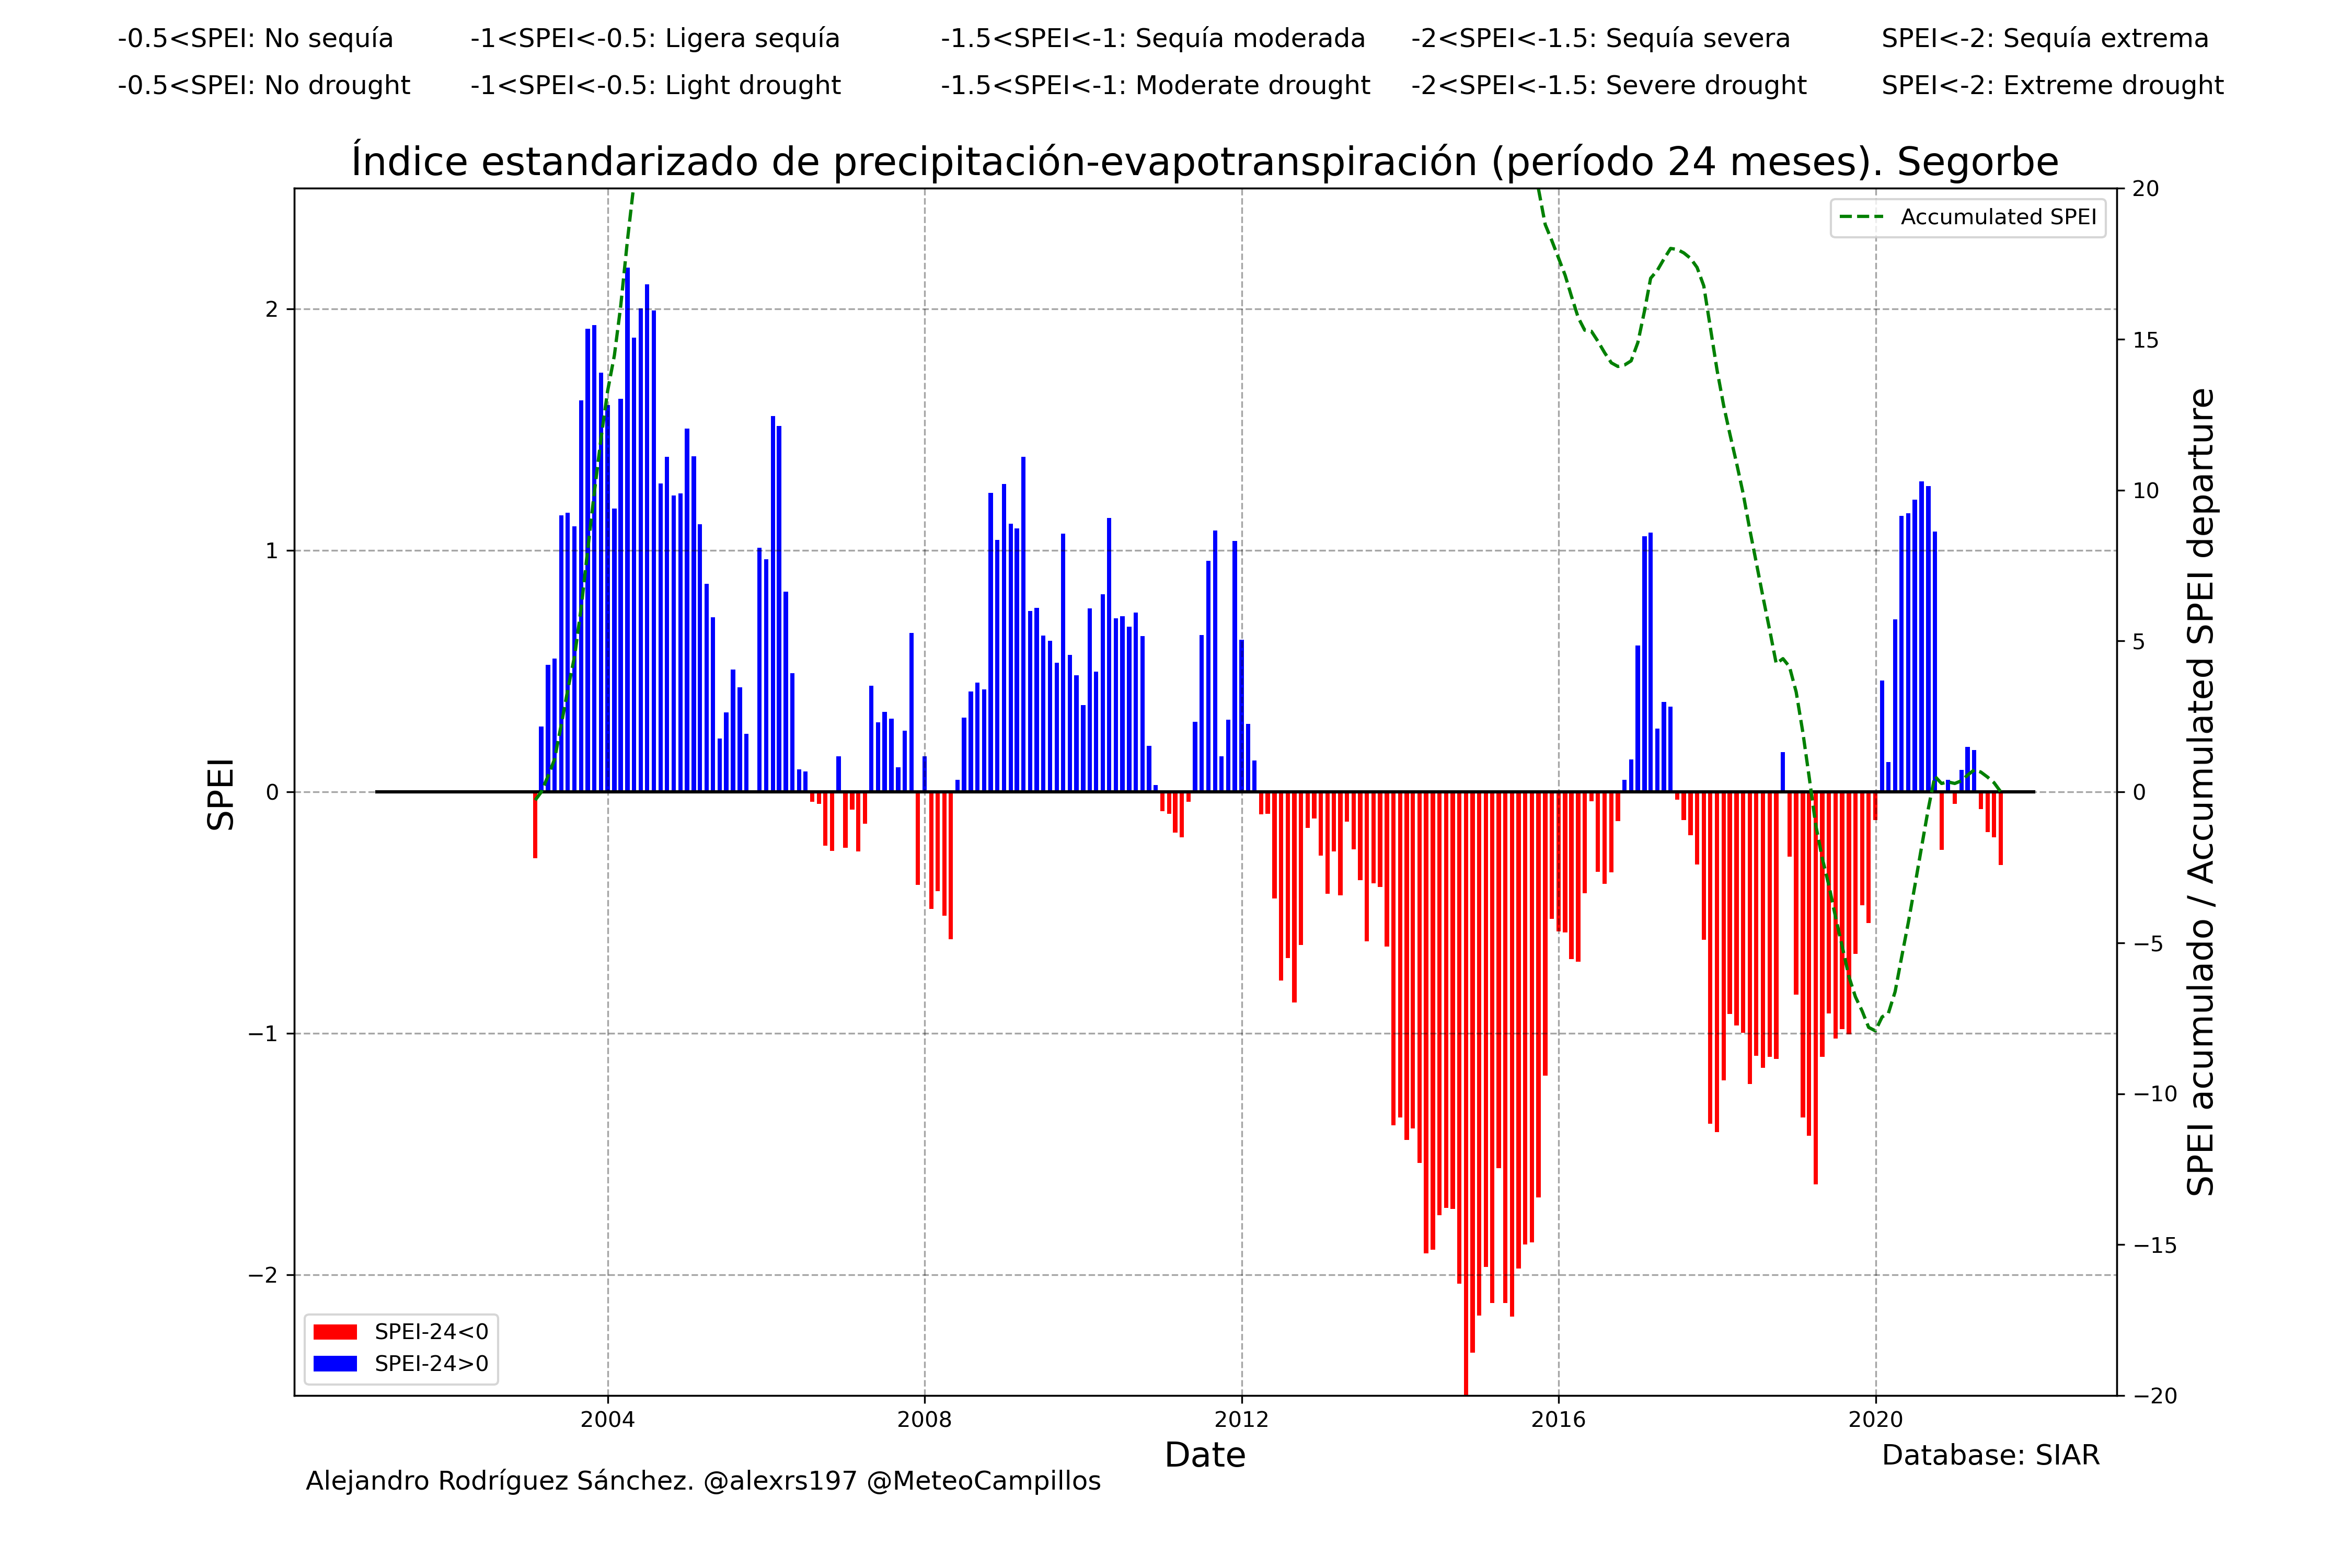 -0.5<SPEI: No sequía -1<SPEI<-0.5: Ligera sequía -1.5<SPEI<-1: Sequía moderada -2<SPEI<-1.5: Sequía severa SPEI<-2: Sequía extrema
-0.5<SPEI: No drought -1<SPEI<-0.5: Light drought -1.5<SPEI<-1: Moderate drought -2<SPEI<-1.5: Severe drought SPEI<-2: Extreme drought
Índice estandarizado de precipitación-evapotranspiración (período 24 meses). Segorbe
SPEI
2
1
0
−1
−2
Accumulated SPEI
20
15
10
5
0
−5
−10
−15
−20
SPEI acumulado / Accumulated SPEI departure
SPEI-24<0
SPEI-24>0
2004 2008 2012 2016 2020
Date
Database: SIAR
Alejandro Rodríguez Sánchez. @alexrs197 @MeteoCampillos